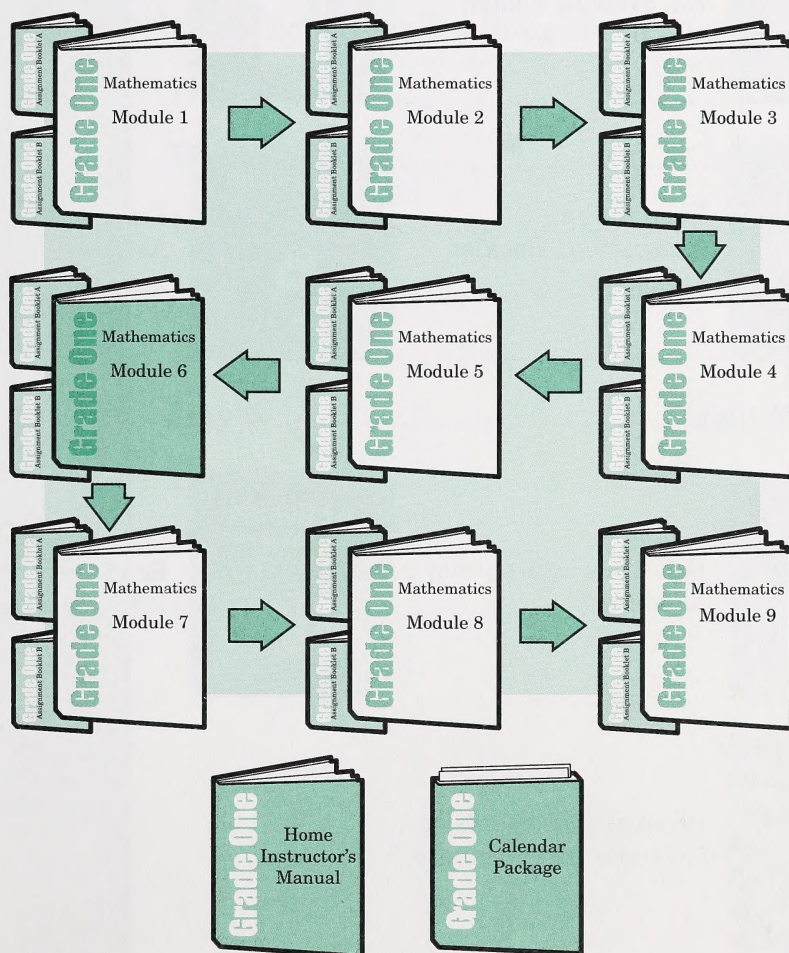 Grade One
Assignment Booklet A
Grade One
Assignment Booklet B
Grade One
Mathematics
Module 1
Grade One
Assignment Booklet A
Grade One
Assignment Booklet B
Grade One
Mathematics
Module 2
Grade One
Assignment Booklet A
Grade One
Assignment Booklet B
Grade One
Mathematics
Module 3
Grade One
Assignment Booklet A
Grade One
Assignment Booklet B
Grade One
Mathematics
Module 6
Grade One
Assignment Booklet A
Grade One
Assignment Booklet B
Grade One
Mathematics
Module 5
Grade One
Assignment Booklet A
Grade One
Assignment Booklet B
Grade One
Mathematics
Module 4
Grade One
Assignment Booklet A
Grade One
Assignment Booklet B
Grade One
Mathematics
Module 7
Grade One
Assignment Booklet A
Grade One
Assignment Booklet B
Grade One
Mathematics
Module 8
Grade One
Assignment Booklet A
Grade One
Assignment Booklet B
Grade One
Mathematics
Module 9
Grade One
Home
Instructor's
Manual
Grade One
Calendar
Package